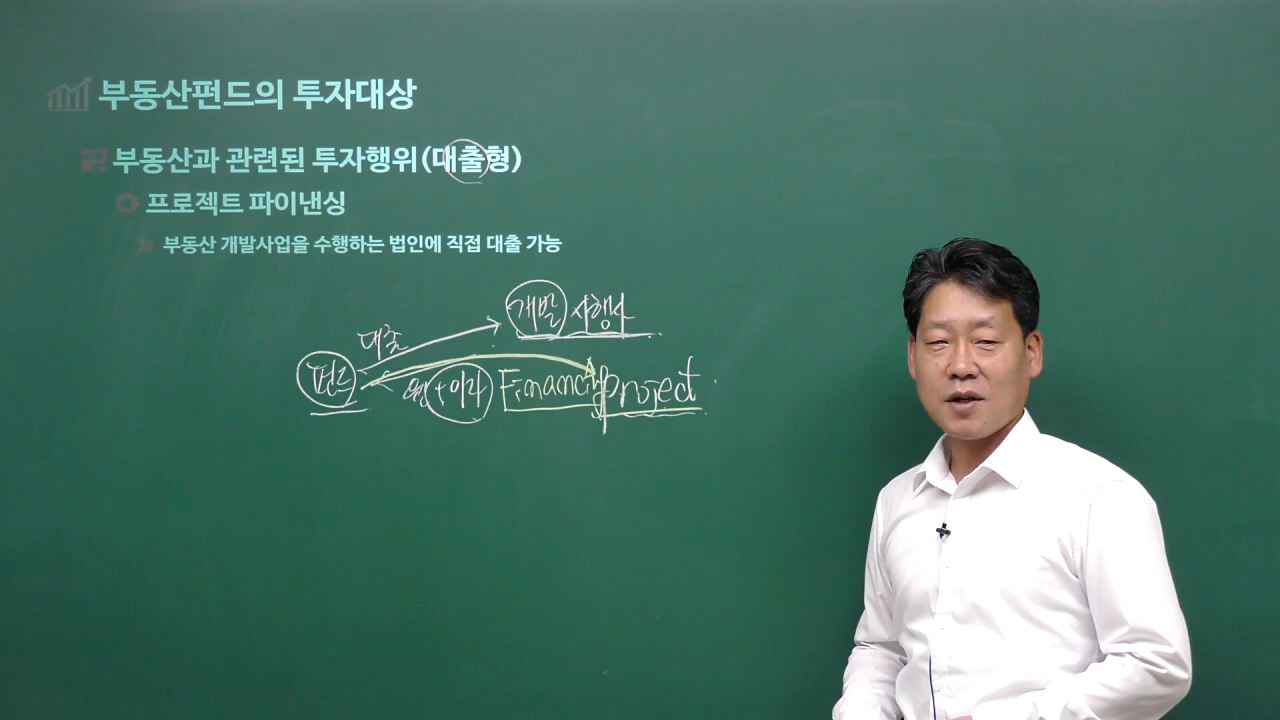 부동산펀드의 투자대상
부동산과 관련된 투자행위(대출형)
프로젝트 파이낸싱
부동산 개발사업을 수행하는 법인에 직접 대출 가능
개발 시행사
대출
펀드
원+이자 Financing project